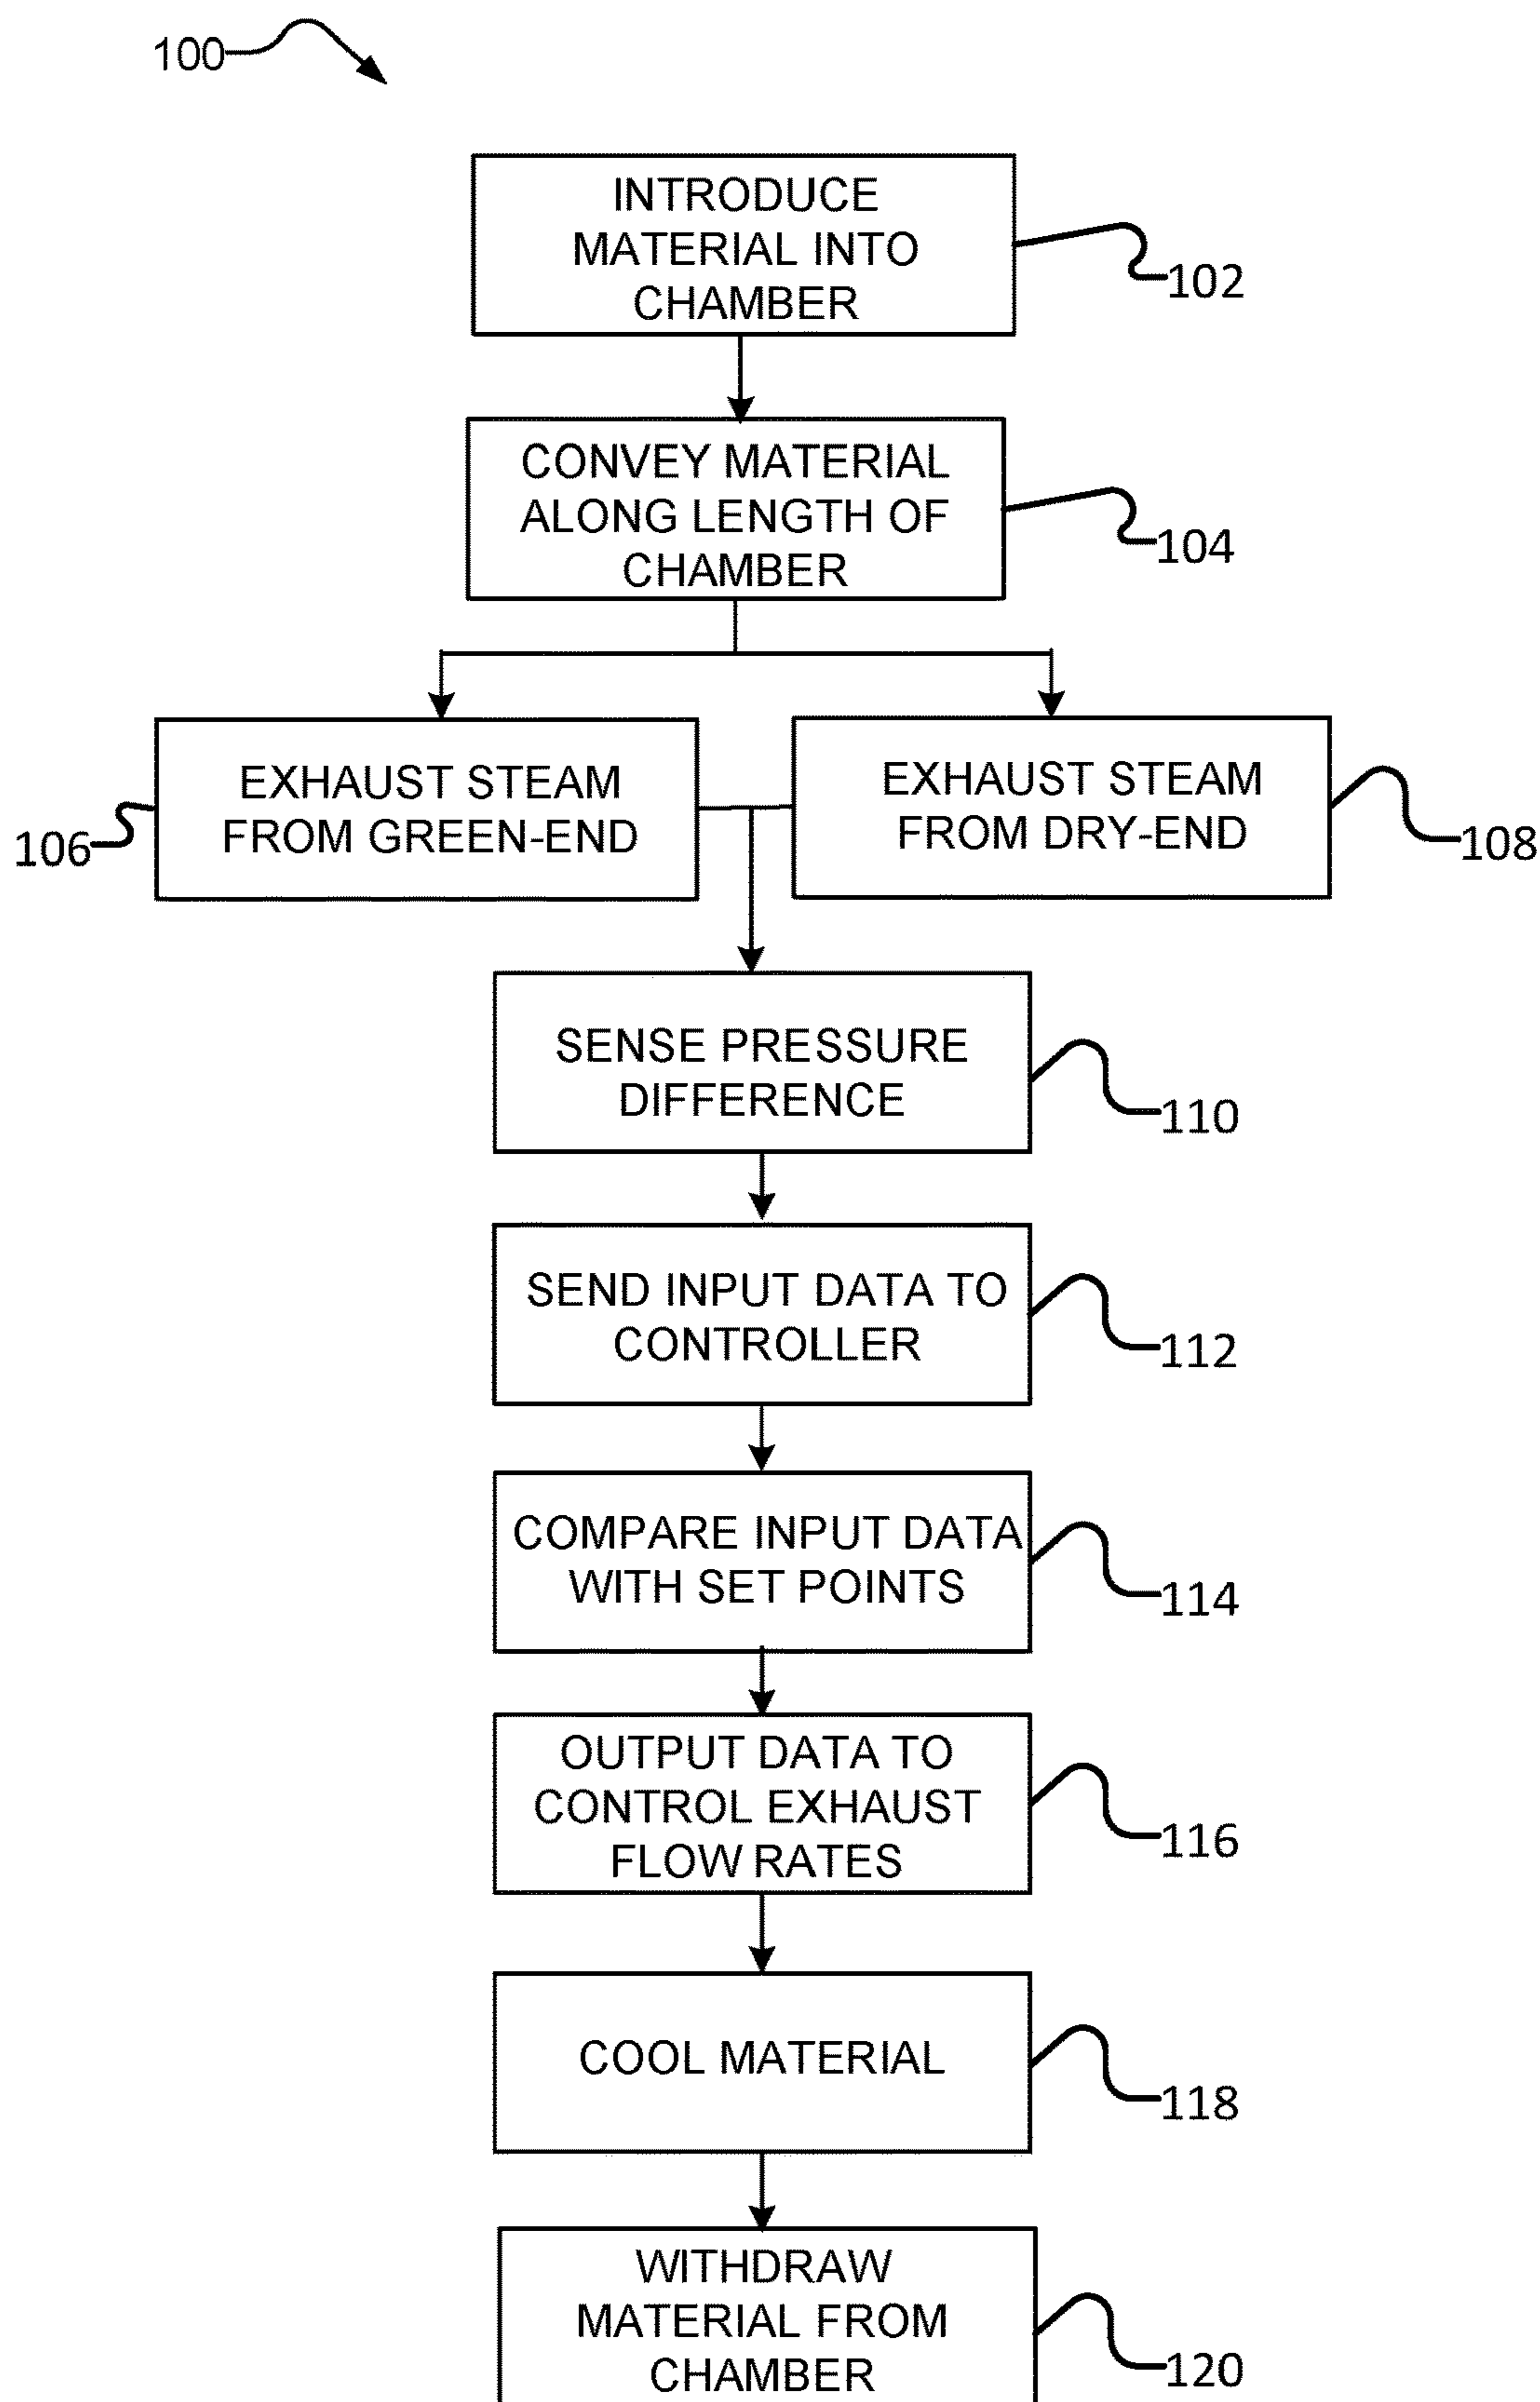 100
INTRODUCE
MATERIAL INTO
CHAMBER
102
CONVEY MATERIAL
ALONG LENGTH OF
CHAMBER
104
EXHAUST STEAM
FROM GREEN-END
106
EXHAUST STEAM
FROM DRY-END
108
SENSE PRESSURE
DIFFERENCE
110
SEND INPUT DATA TO
CONTROLLER
112
COMPARE INPUT DATA
WITH SET POINTS
114
OUTPUT DATA TO
CONTROL EXHAUST
FLOW RATES
116
COOL MATERIAL
118
WITHDRAW
MATERIAL FROM
CHAMBER
120